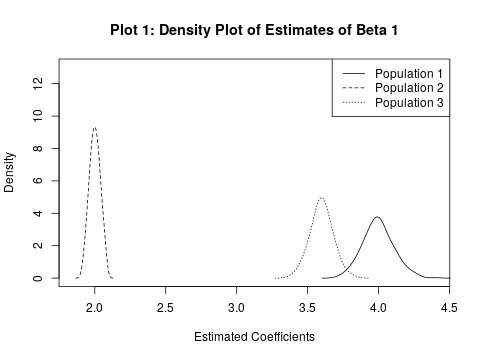 Plot 1: Density Plot of Estimates of Beta 1
Population 1
Population 2
Population 3
Density
12
10
8
6
4
2
0
2.0 2.5 3.0 3.5 4.0 4.5
Estimated Coefficients